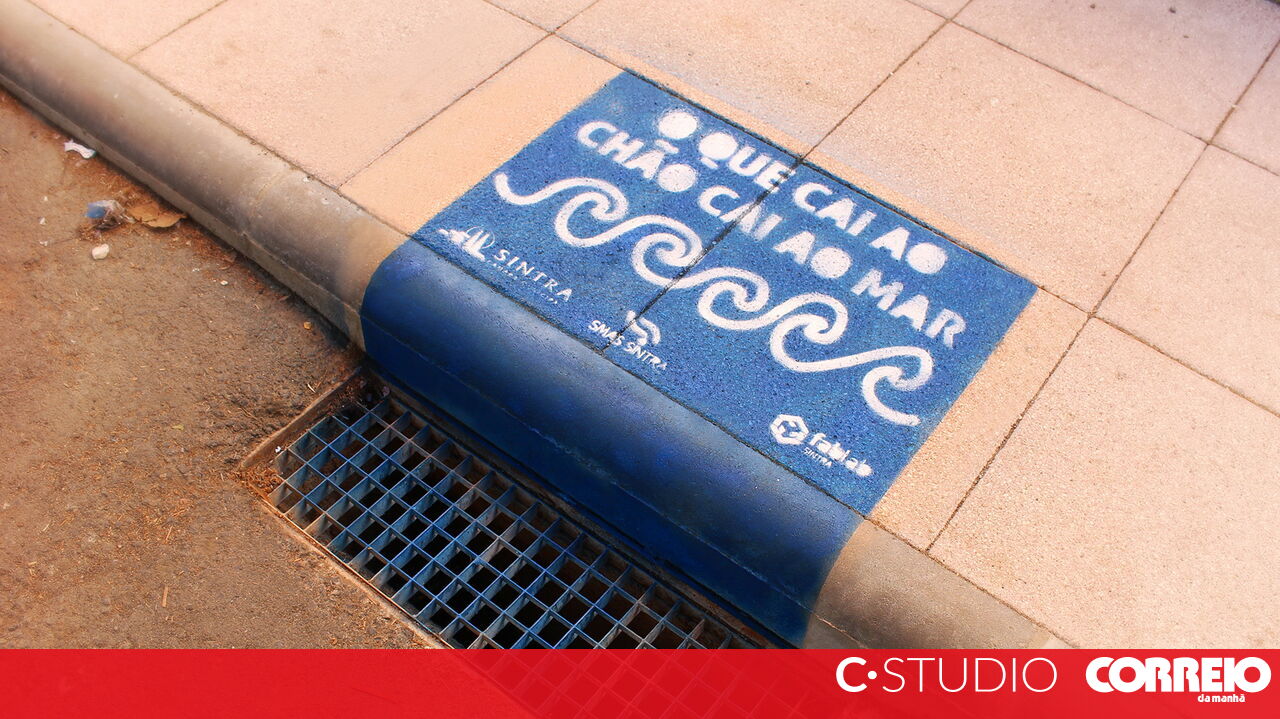 O QUE CAI AO
CHÃO CAI AO MAR
SINTRA
SMAS SINTRA
fablab
SINTRA
C·STUDIO
CORREIO
da manhã